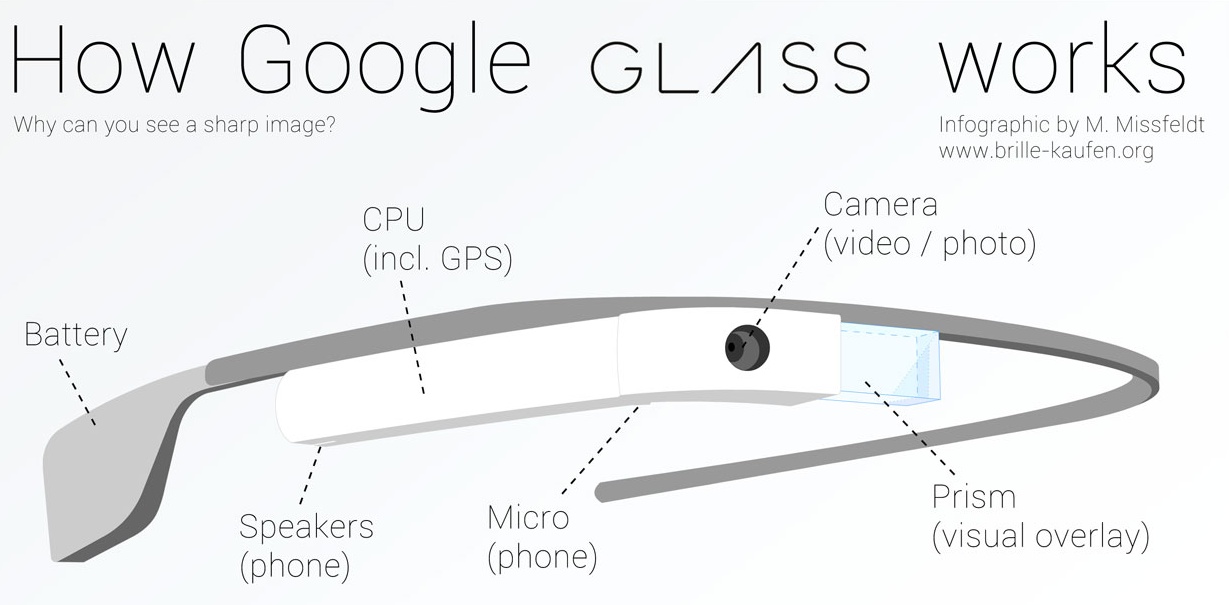 How Google GLASS works
Why can you see a sharp image?
Infographic by M. Missfeldt
www.brille-kaufen.org
Camera
(video / photo)
CPU
(incl. GPS)
Battery
Speakers
(phone)
Micro
(phone)
Prism
(visual overlay)